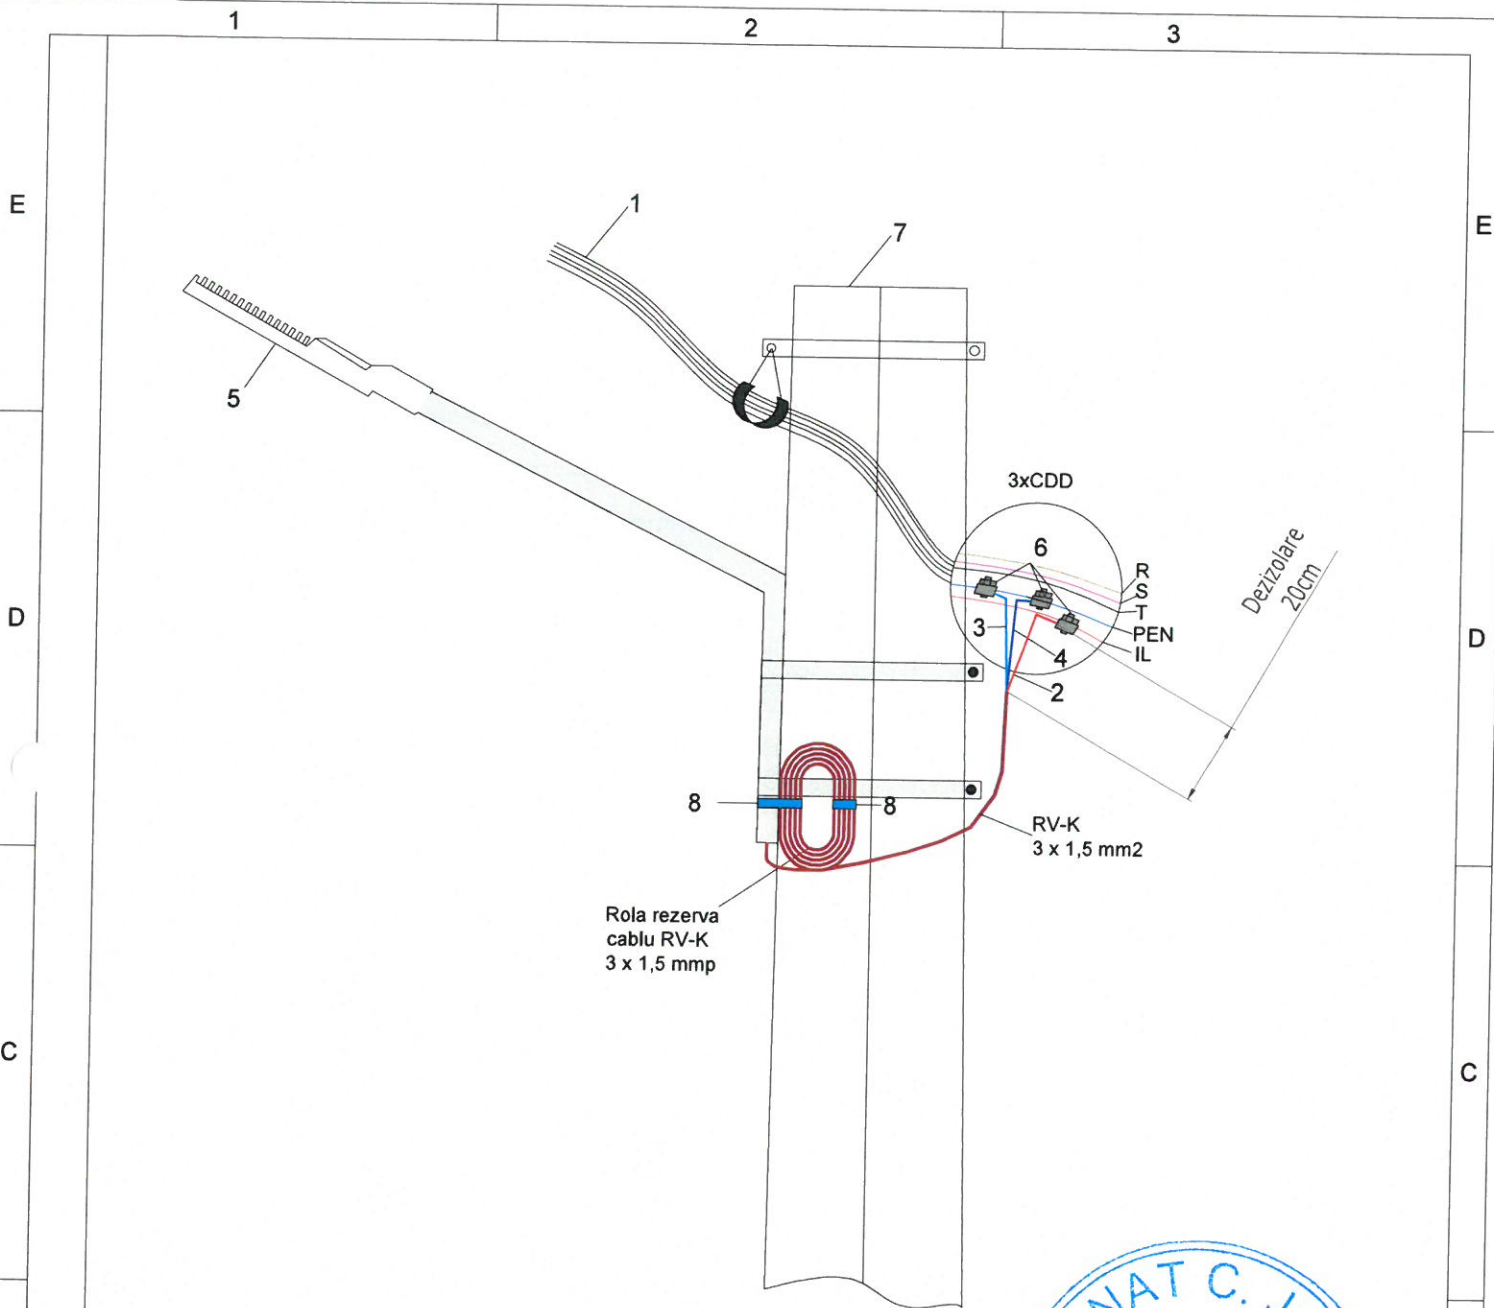 1
2
3
E
E
1
7
5
3xCDD
6
R
S
T
PEN
IL
3
4
2
Dezizolare
20cm
D
D
8
8
RV-K
3 x 1,5 mm2
Rola rezerva
cablu RV-K
3 x 1,5 mmp
C
C
NAT C.